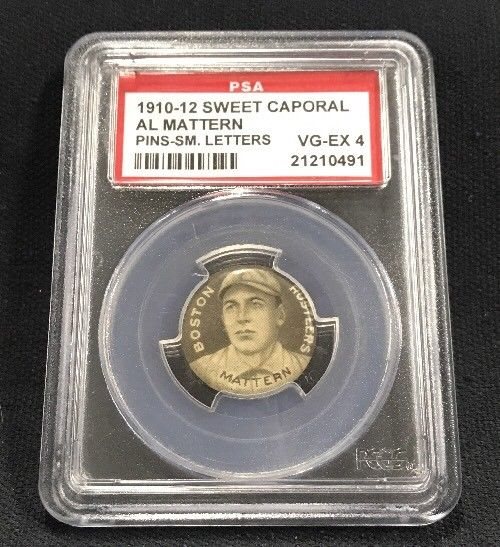 PSA
1910-12 SWEET CAPORAL
AL MATTERN
PINS-SM. LETTERS VG-EX 4
21210491
BOSTON RUSTLERS
MATTERN